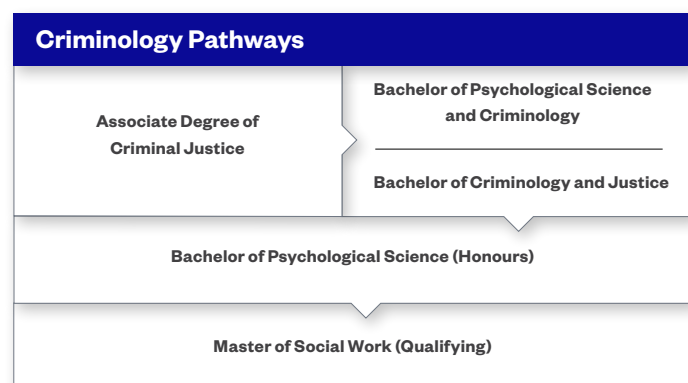 Criminology Pathways
Associate Degree of
Criminal Justice
Bachelor of Psychological Science
and Criminology
Bachelor of Criminology and Justice
Bachelor of Psychological Science (Honours)
Master of Social Work (Qualifying)